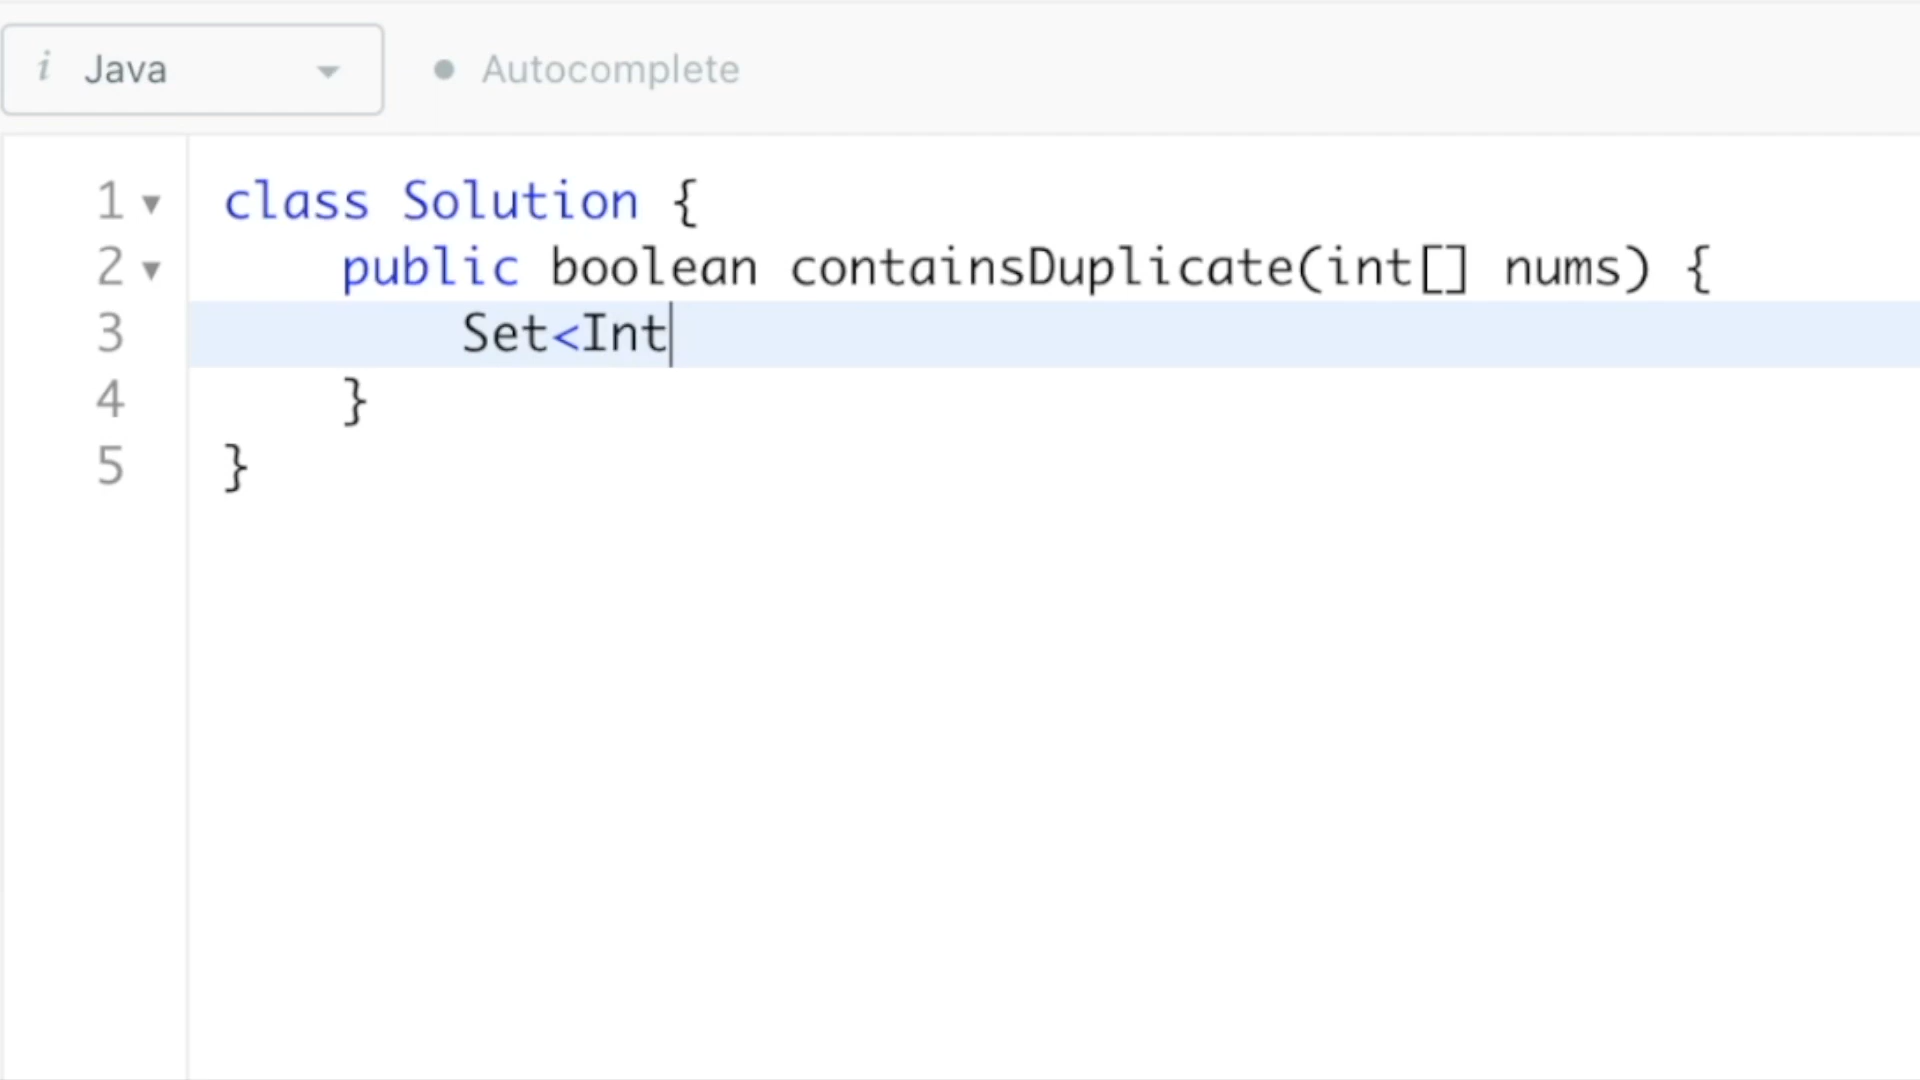 i Java Autocomplete
1 class Solution {
2 public boolean containsDuplicate(int[] nums) {
3 Set<Int
4 }
5 }